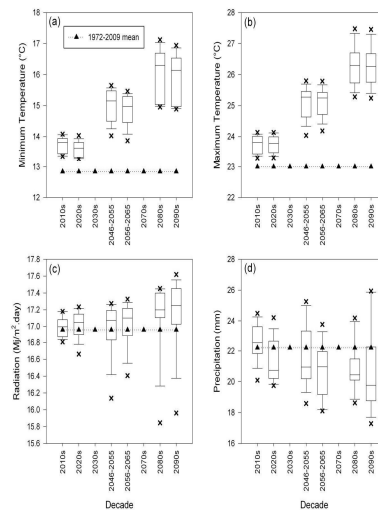 (a)
1972-2009 mean
Minimum Temperature (°C)
17
16
15
14
13
12
2010s
2020s
2030s
2046-2055
2056-2065
2070s
2080s
2090s
(b)
Maximum Temperature (°C)
28
27
26
25
24
23
22
2010s
2020s
2030s
2046-2055
2056-2065
2070s
2080s
2090s
(c)
Radiation (Mj/m².day)
17.8
17.6
17.4
17.2
17.0
16.8
16.6
16.4
16.2
16.0
15.8
15.6
2010s
2020s
2030s
2046-2055
2056-2065
2070s
2080s
2090s
Decade
(d)
Precipitation (mm)
28
26
24
22
20
18
16
2010s
2020s
2030s
2046-2055
2056-2065
2070s
2080s
2090s
Decade